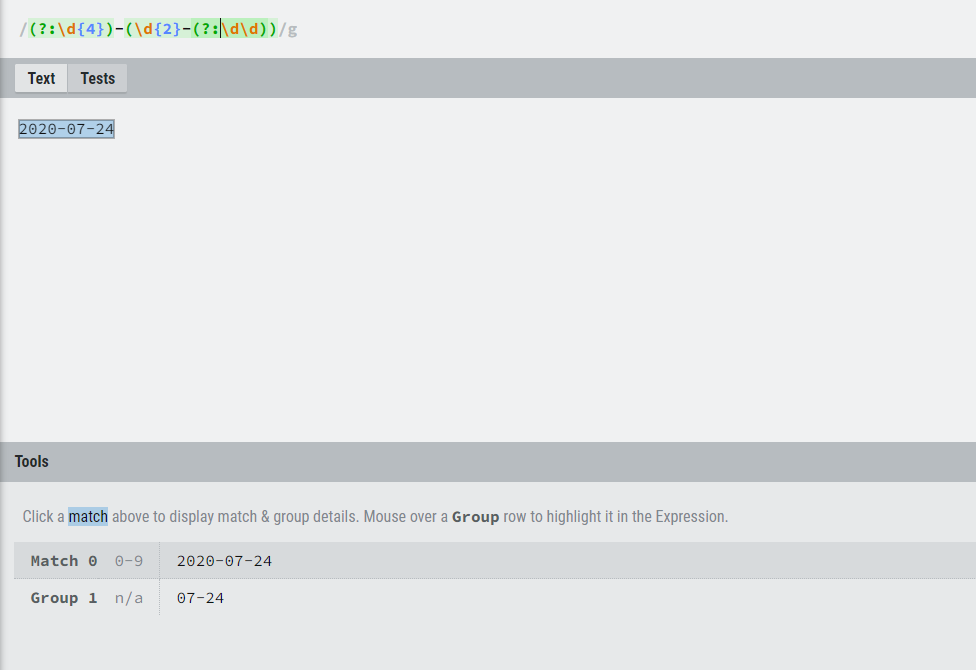 /(?:\d{4})-(\d{2}-(?:\d\d))/g
Text Tests
2020-07-24
Tools
Click a match above to display match & group details. Mouse over a Group row to highlight it in the Expression.
Match 0 0-9 2020-07-24
Group 1 n/a 07-24